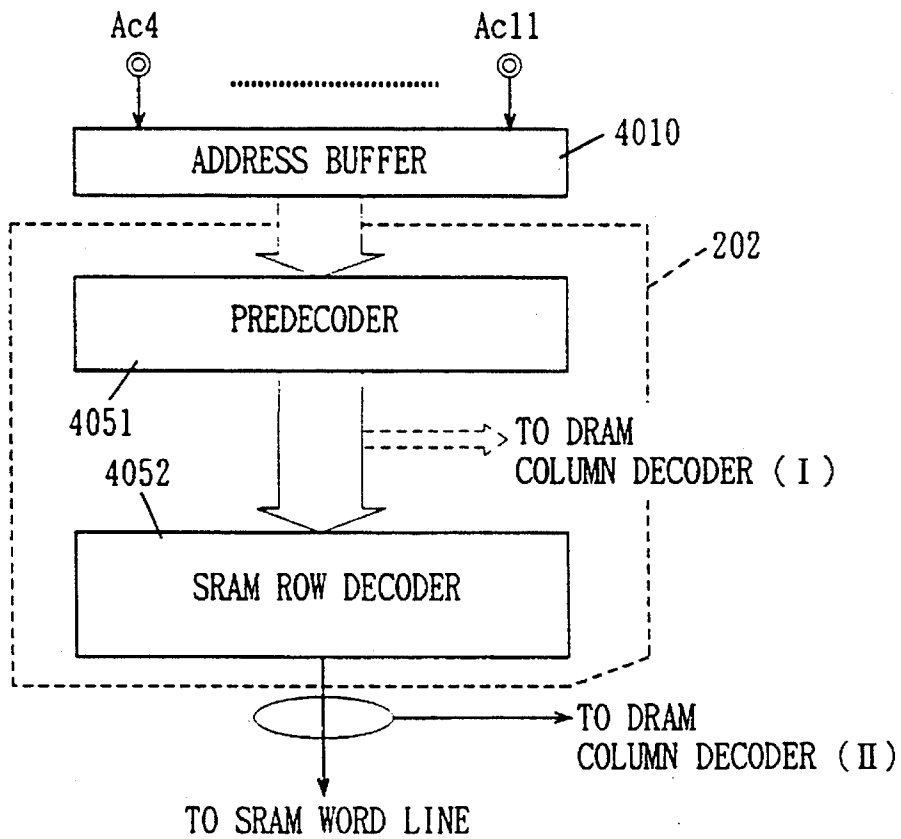 Ac4
Ac11
ADDRESS BUFFER
4010
202
PREDECODER
4051
TO DRAM
COLUMN DECODER (I)
4052
SRAM ROW DECODER
TO DRAM
COLUMN DECODER (II)
TO SRAM WORD LINE